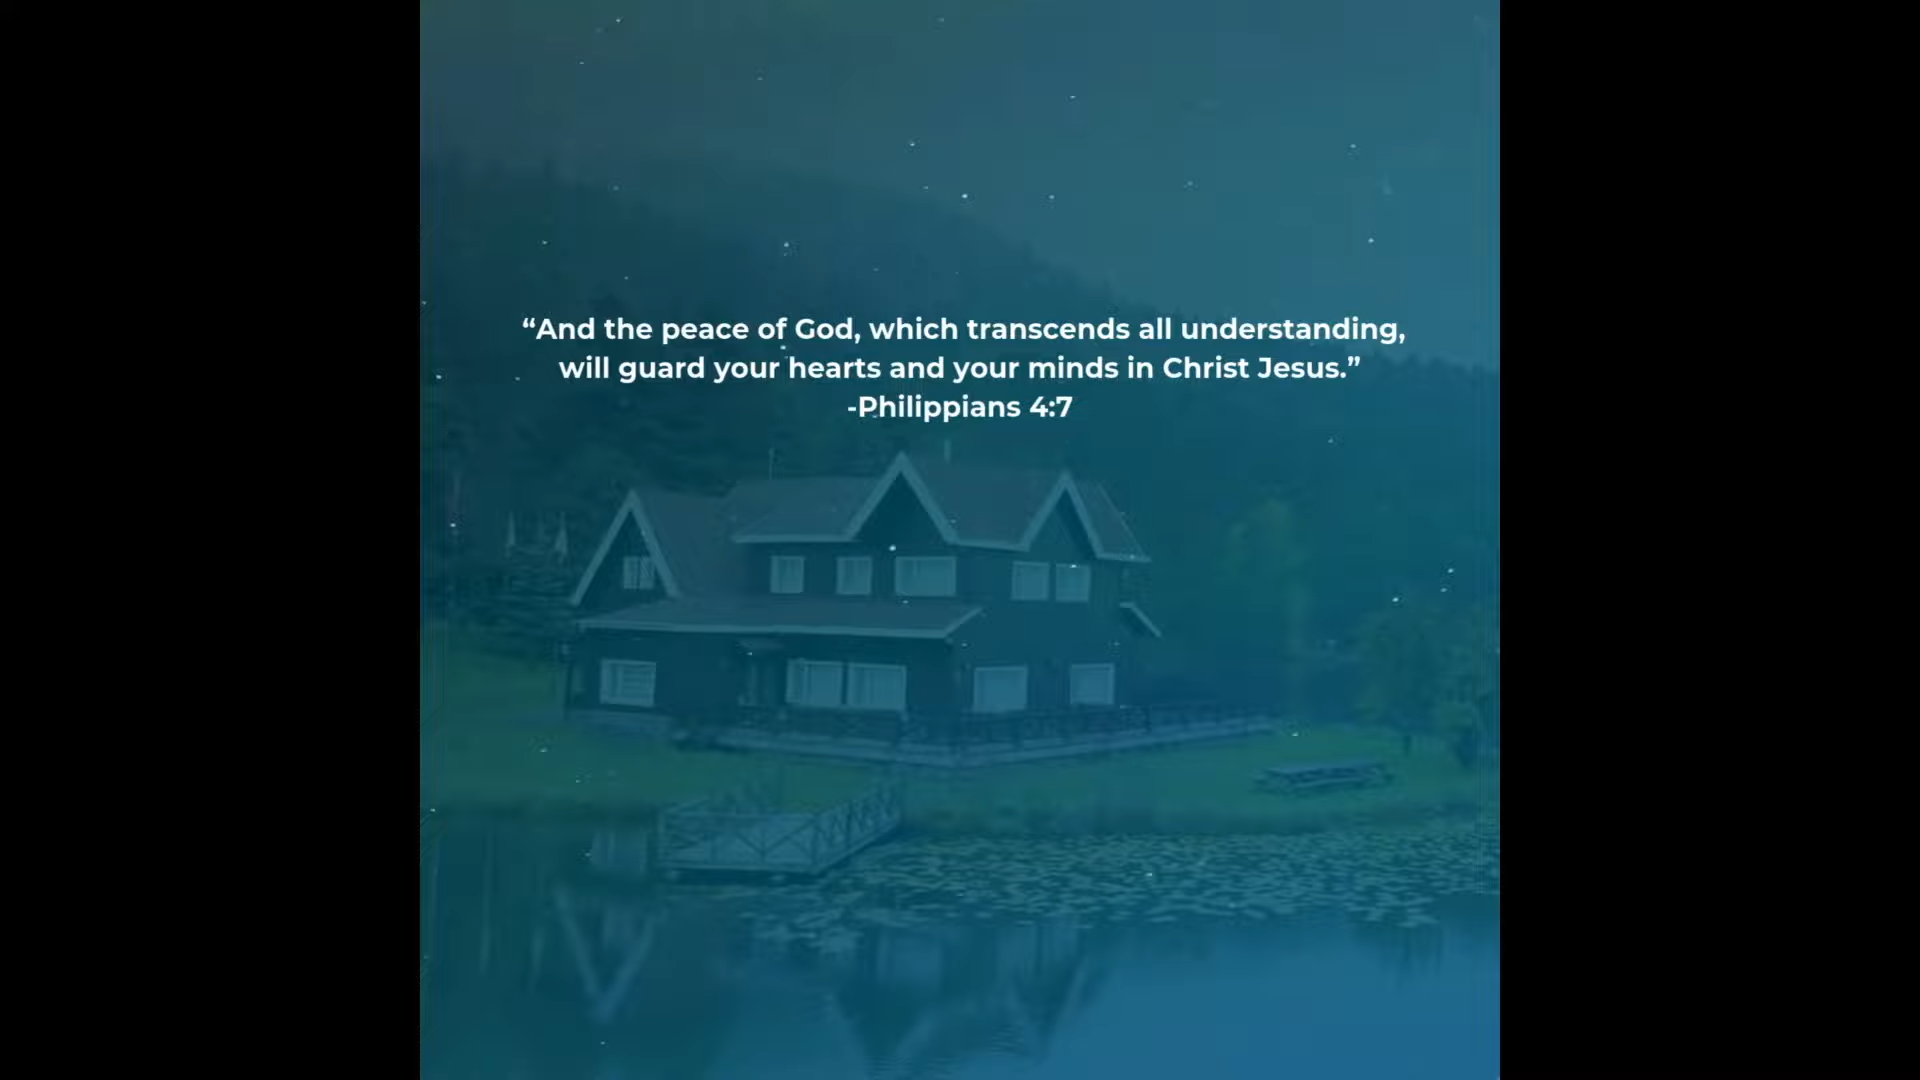 “And the peace of God, which transcends all understanding,
will guard your hearts and your minds in Christ Jesus.”
-Philippians 4:7